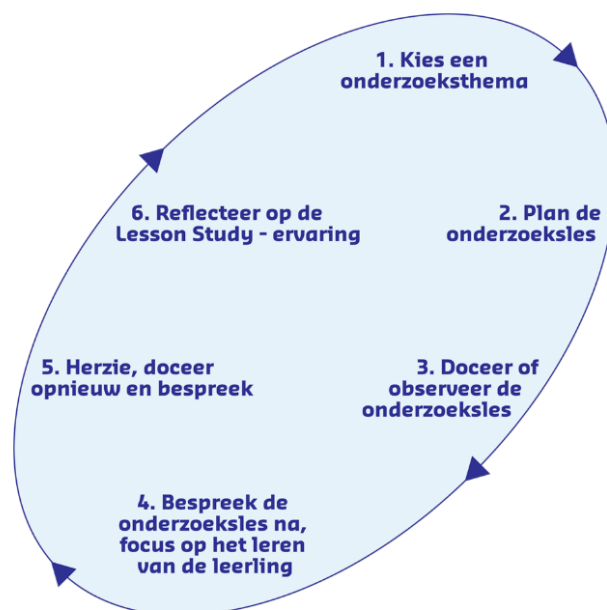 1. Kies een
onderzoeksthema
2. Plan de
onderzoeksles
3. Doceer of
observeer de
onderzoeksles
4. Bespreek de
onderzoeksles na,
focus op het leren
van de leerling
5. Herzie, doceer
opnieuw en bespreek
6. Reflecteer op de
Lesson Study - ervaring